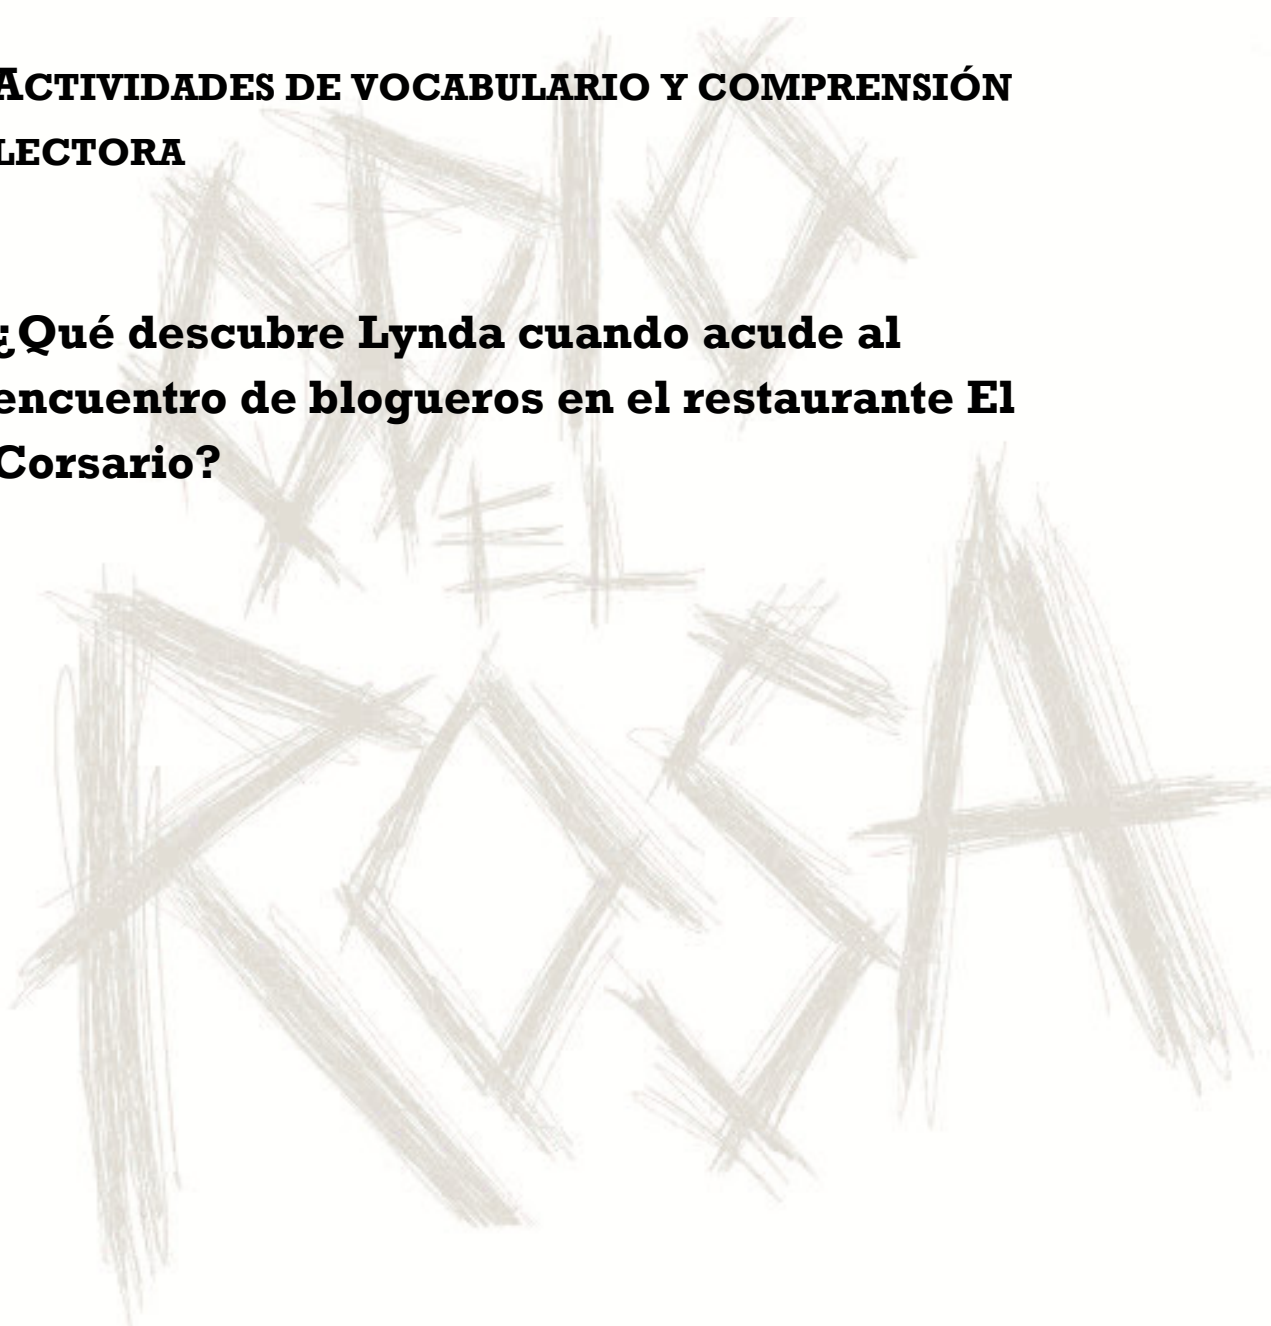 ACTIVIDADES DE VOCABULARIO Y COMPRENSIÓN
LECTORA
¿Qué descubre Lynda cuando acude al
encuentro de blogueros en el restaurante El
Corsario?
ODIO
EL
ROSA